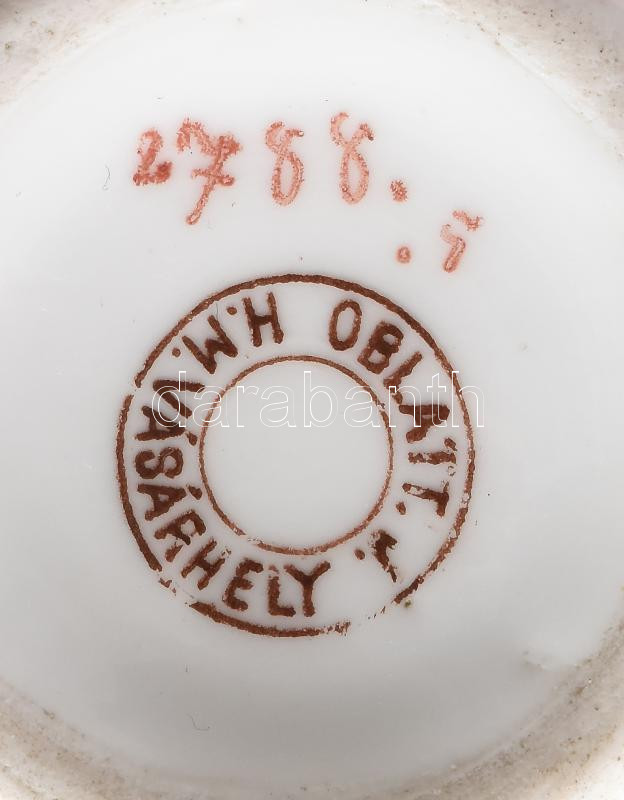 2788.
. i
OBLATT. J. H.M.VÁSÁRHELY
darabanth